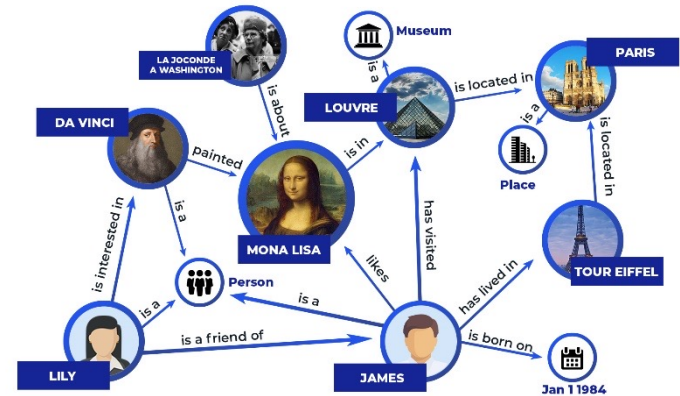 LA JOCONDE
A WASHINGTON
Museum
PARIS
is a
is located in
LOUVRE
is about
DA VINCI
painted
is in
is a
is located in
Place
MONA LISA
TOUR EIFFEL
is interested in
is a
has visited
likes
has lived in
Person
is a
is a
is a friend of
is born on
LILY
JAMES
Jan 1 1984